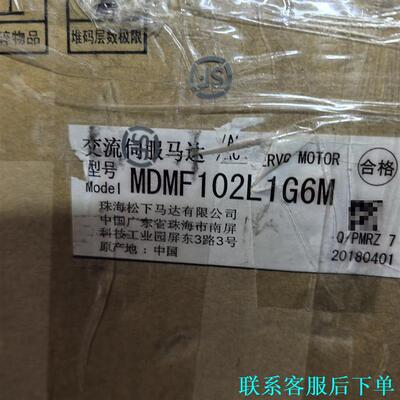 物品
堆码层数极限
JS
交流伺服马达 /AC SERVO MOTOR
合格
型号
Model MDMF102L1G6M
珠海松下马达有限公司
中国广东省珠海市南屏
科技工业园屏东3路3号
原产地:中国
Q/PMRZ 7
20180401
联系客服后下单